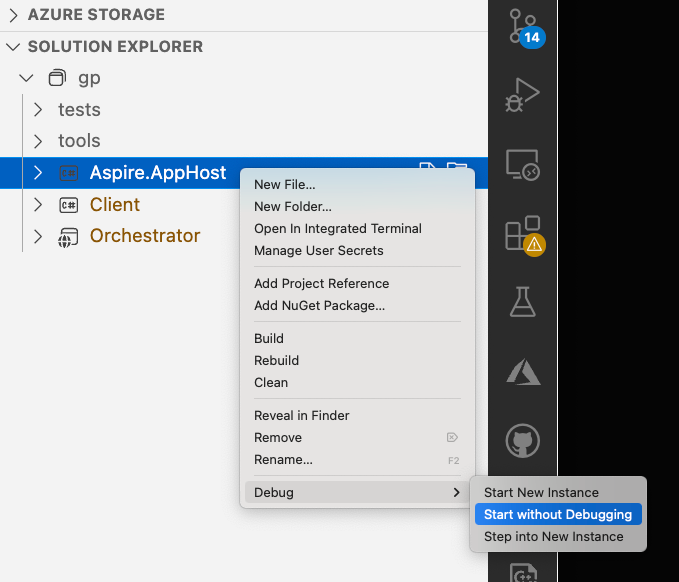 AZURE STORAGE
SOLUTION EXPLORER
gp
tests
tools
C# Aspire.AppHost
C# Client
Orchestrator
14
New File...
New Folder...
Open In Integrated Terminal
Manage User Secrets
Add Project Reference
Add NuGet Package...
Build
Rebuild
Clean
Reveal in Finder
Remove
Rename... F2
Debug
Start New Instance
Start without Debugging
Step into New Instance
C++